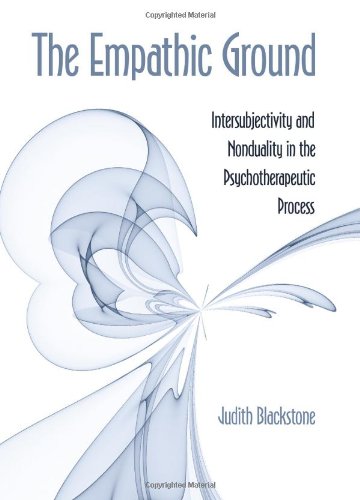 Copyrighted Material
The Empathic Ground
Intersubjectivity and
Nonduality in the
Psychotherapeutic
Process
Judith Blackstone
Copyrighted Material